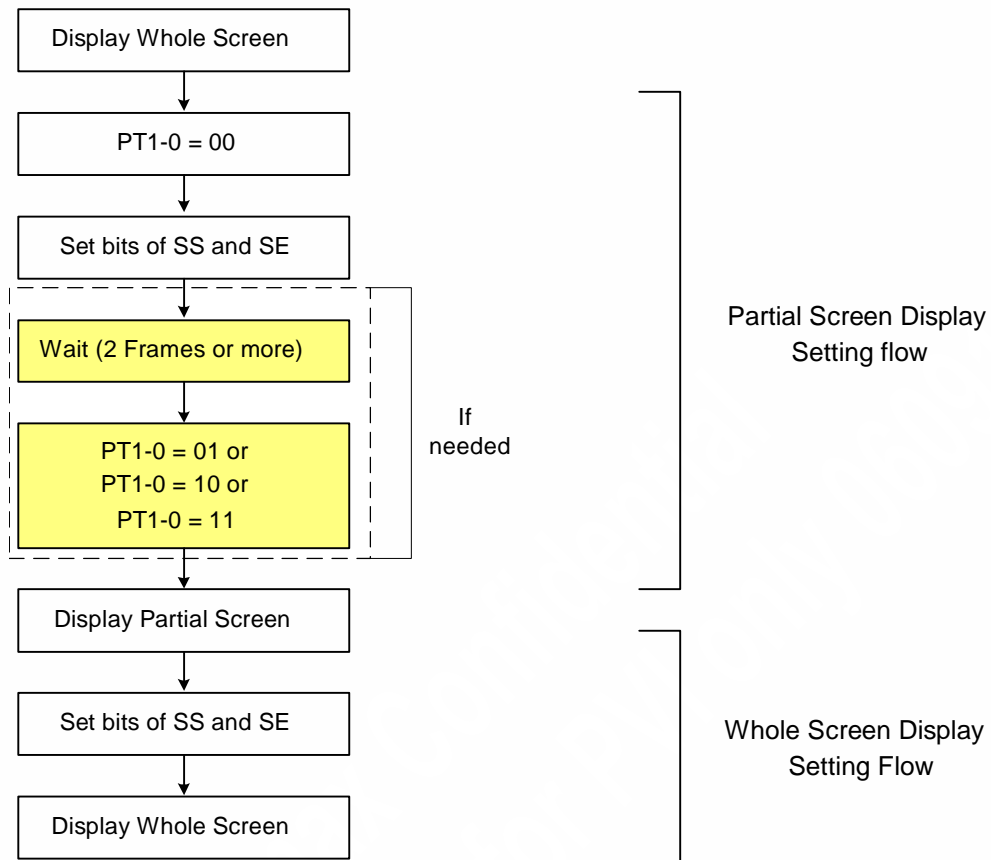 Display Whole Screen
PT1-0 = 00
Set bits of SS and SE
Wait (2 Frames or more)
PT1-0 = 01 or
PT1-0 = 10 or
PT1-0 = 11
If
needed
Partial Screen Display
Setting flow
Display Partial Screen
Set bits of SS and SE
Whole Screen Display
Setting Flow
Display Whole Screen
Confidential
only